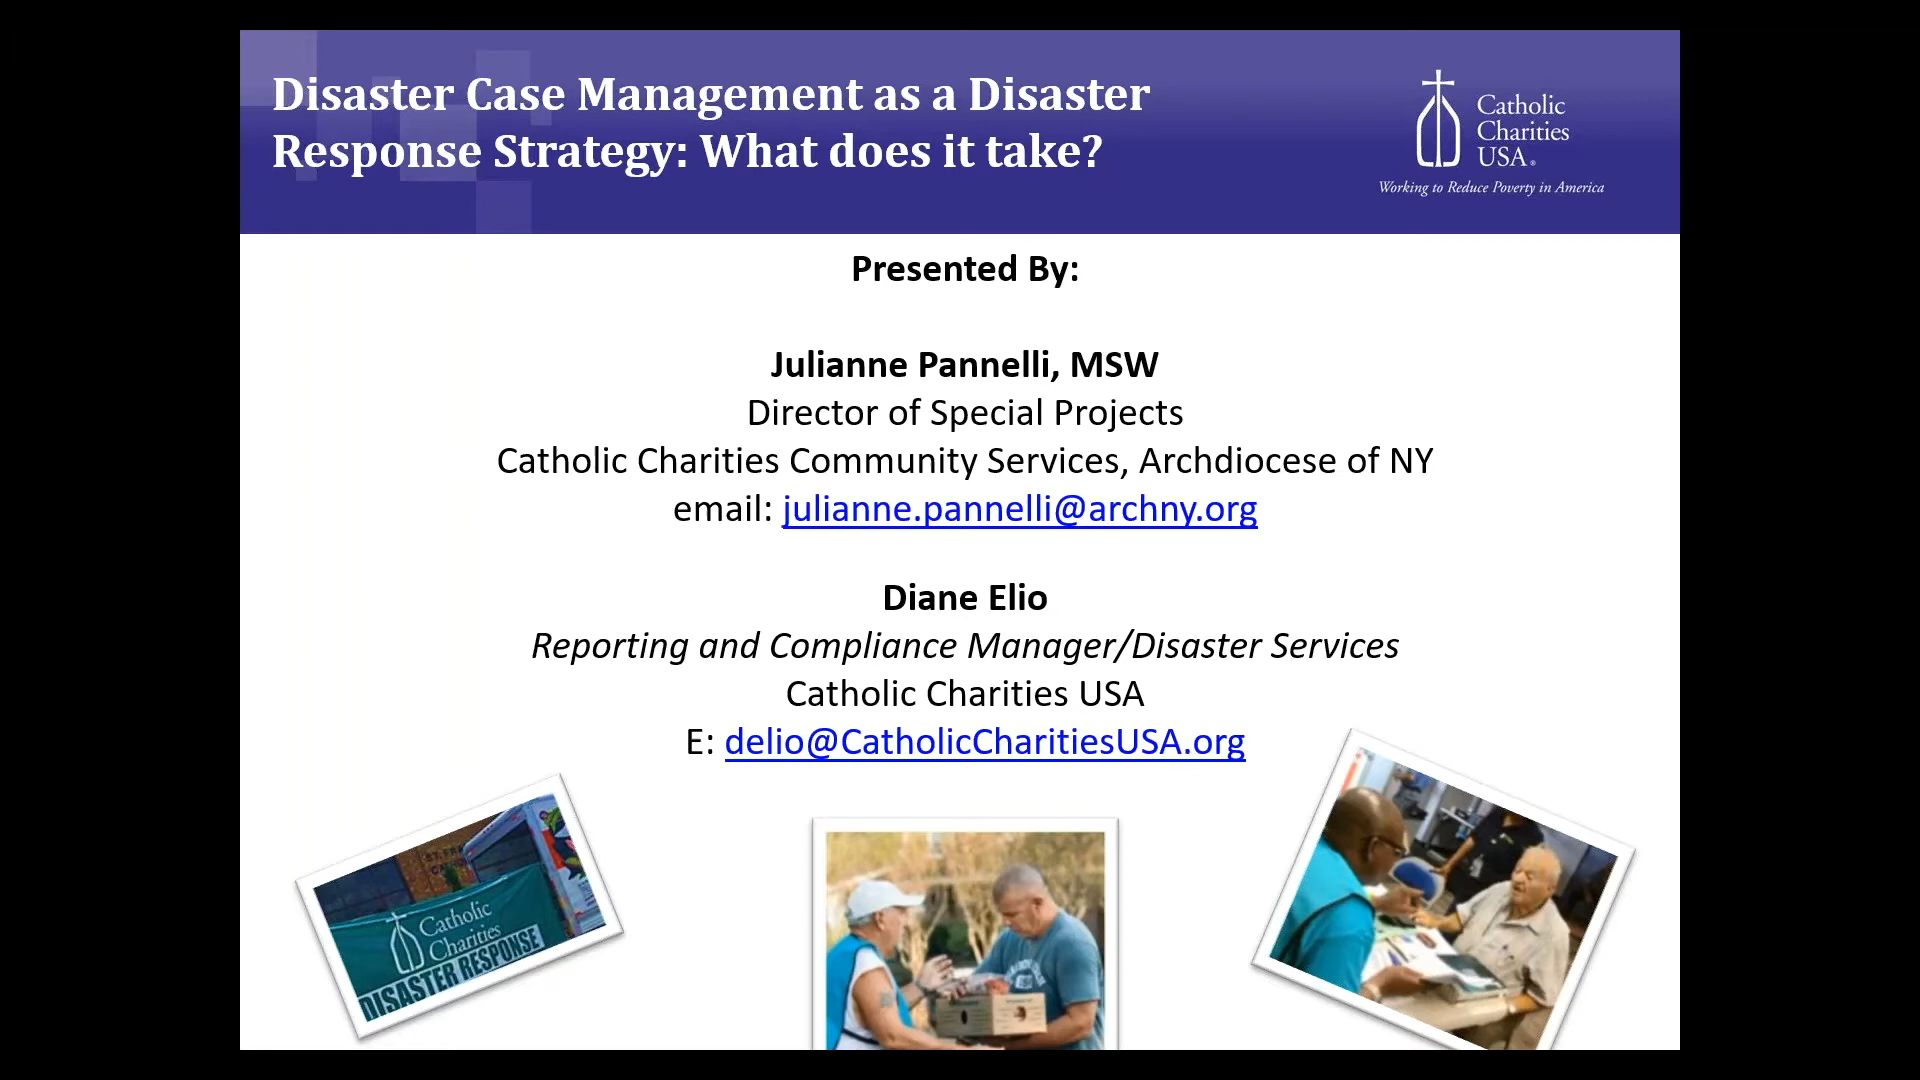 Disaster Case Management as a Disaster
Response Strategy: What does it take?
Catholic
Charities
USA®
Working to Reduce Poverty in America
Presented By:
Julianne Pannelli, MSW
Director of Special Projects
Catholic Charities Community Services, Archdiocese of NY
email: julianne.pannelli@archny.org
Diane Elio
Reporting and Compliance Manager/Disaster Services
Catholic Charities USA
E: delio@CatholicCharitiesUSA.org
Catholic
Charities
DISASTER RESPONSE